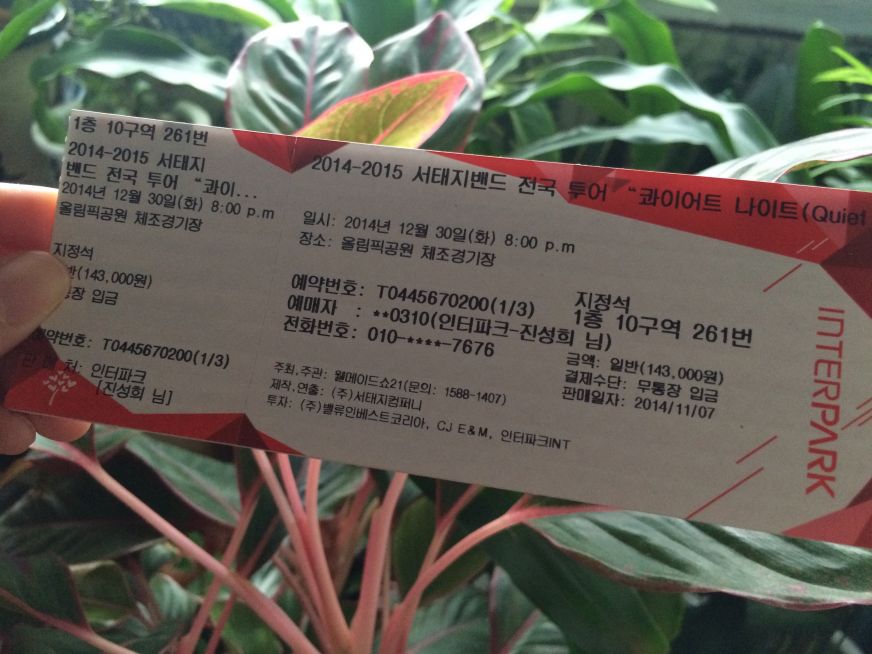 1층 10구역 261번
2014-2015 서태지
밴드 전국 투어 “콰이...
2014년 12월 30일(화) 8:00 p.m
올림픽공원 체조경기장
지정석
(143,000원)
입금
예약번호: T0445670200(1/3)
인터파크
[진성희 님]
2014-2015 서태지밴드 전국 투어 “콰이어트 나이트(Quiet
일시: 2014년 12월 30일(화) 8:00 p.m
장소: 올림픽공원 체조경기장
예약번호: T0445670200(1/3)
예매자 : **0310(인터파크-진성희 님)
전화번호: 010-****-7676
지정석
1층 10구역 261번
금액: 일반(143,000원)
결제수단: 무통장 입금
판매일자: 2014/11/07
주최,주관: 웰메이드쇼21(문의: 1588-1407)
제작,연출: (주)서태지컴퍼니
투자: (주)밸류인베스트코리아, CJ E&M, 인터파크INT
INTERPARK